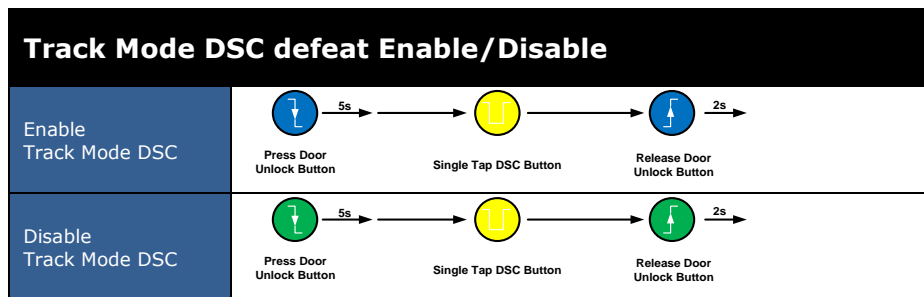 Track Mode DSC defeat Enable/Disable
Enable
Track Mode DSC
5s
2s
Press Door
Unlock Button
Single Tap DSC Button
Release Door
Unlock Button
Disable
Track Mode DSC
5s
2s
Press Door
Unlock Button
Single Tap DSC Button
Release Door
Unlock Button